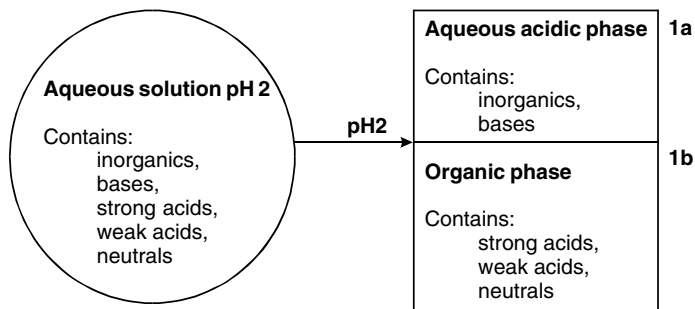 Aqueous solution pH 2
Contains:
inorganics,
bases,
strong acids,
weak acids,
neutrals
pH2
Aqueous acidic phase
1a
Contains:
inorganics,
bases
1b
Organic phase
Contains:
strong acids,
weak acids,
neutrals